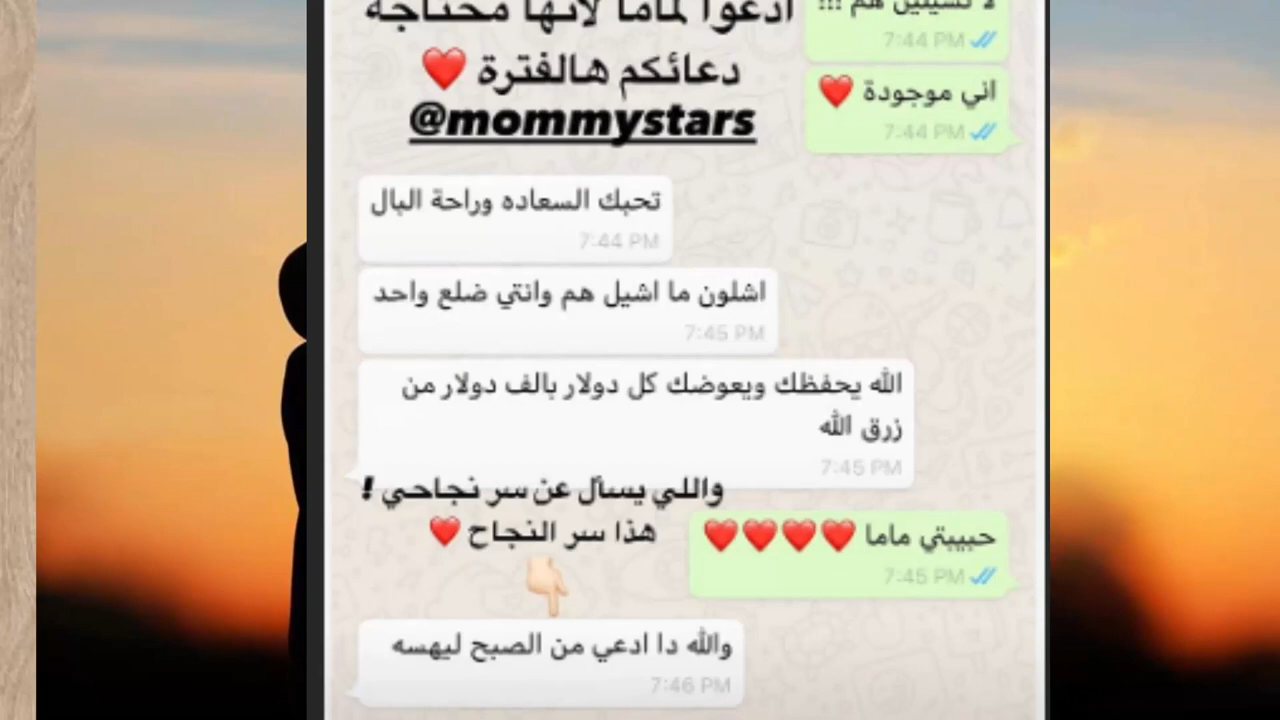 لا تشيلين هم !!!
7:44 PM
ادعوا لماما لانها محتاجة
دعائكم هالفترة ❤️
@mommystars
اني موجودة ❤️
7:44 PM
تحبك السعاده وراحة البال
7:44 PM
اشلون ما اشيل هم وانتي ضلع واحد
7:45 PM
الله يحفظك ويعوضك كل دولار بالف دولار من
زرق الله
7:45 PM
واللي يسأل عن سر نجاحي !
هذا سر النجاح ❤️
👇🏻
حبيبتي ماما ❤️❤️❤️❤️
7:45 PM
والله دا ادعي من الصبح ليهسه
7:46 PM